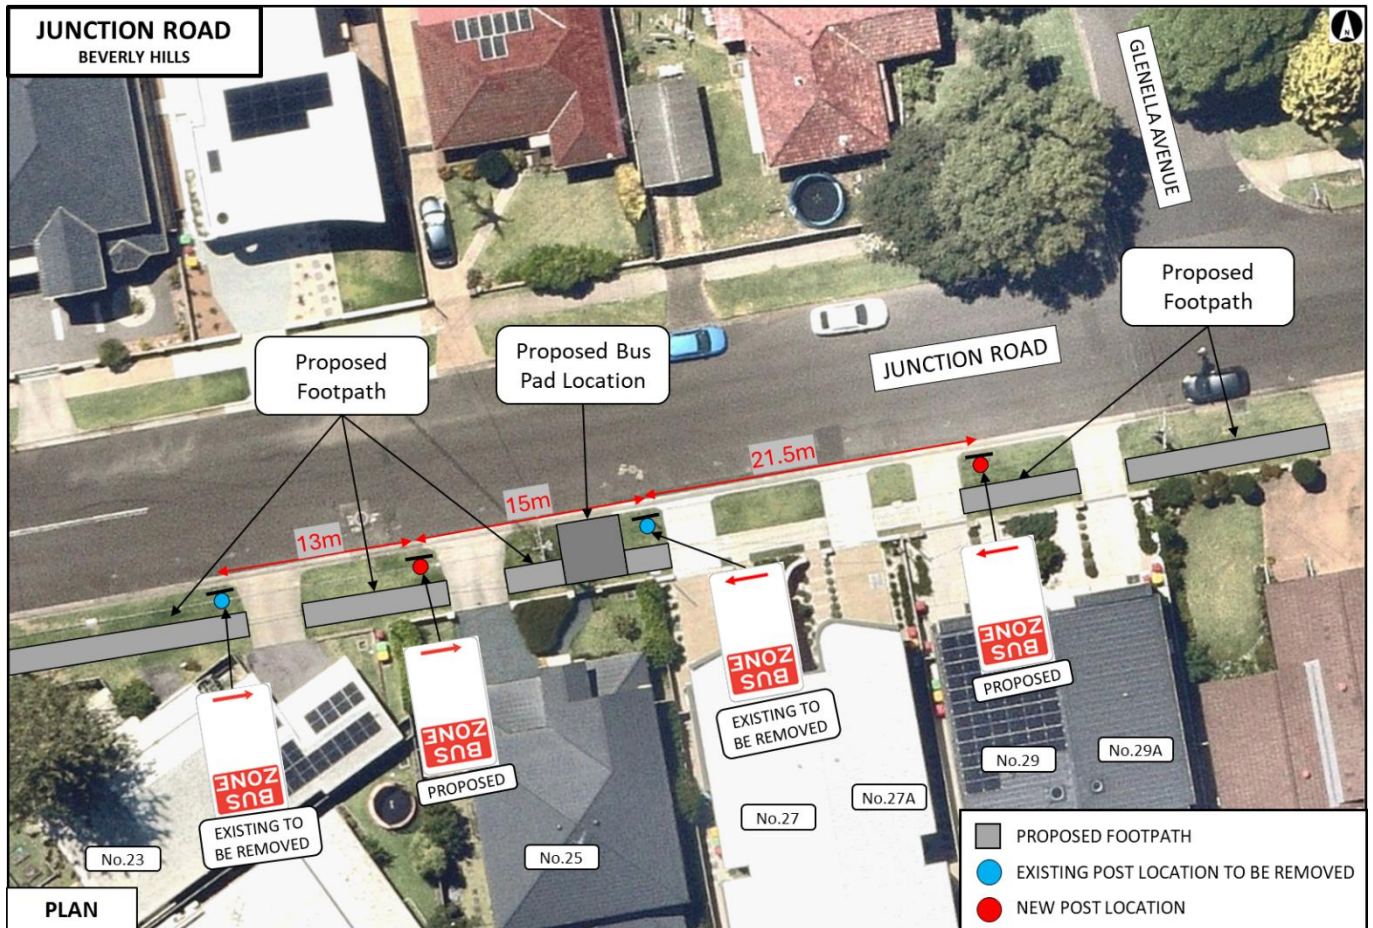 JUNCTION ROAD
BEVERLY HILLS
N
GLENELLA AVENUE
Proposed
Footpath
Proposed
Footpath
Proposed Bus
Pad Location
JUNCTION ROAD
21.5m
15m
13m
BUS
ZONE
EXISTING TO
BE REMOVED
BUS
ZONE
PROPOSED
BUS
ZONE
EXISTING TO
BE REMOVED
BUS
ZONE
PROPOSED
No.23
No.25
No.27
No.27A
No.29
No.29A
PLAN
PROPOSED FOOTPATH
EXISTING POST LOCATION TO BE REMOVED
NEW POST LOCATION